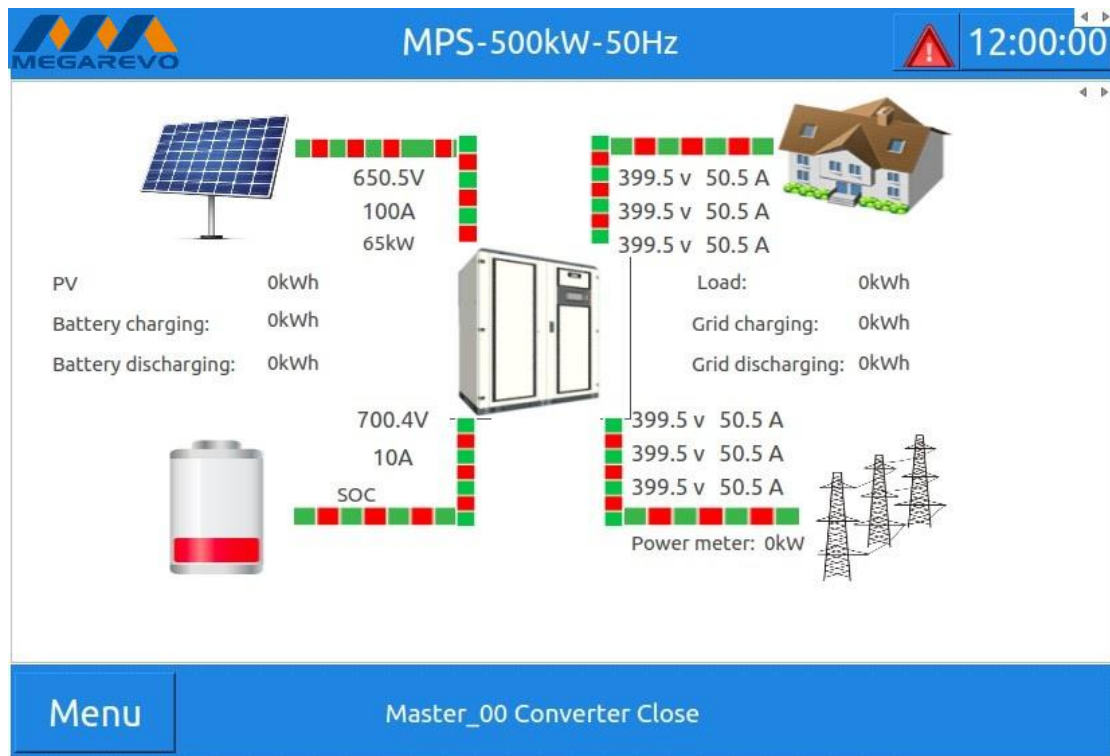 MEGAREVO
MPS-500kW-50Hz
12:00:00
650.5V
100A
65kW
399.5 v 50.5 A
399.5 v 50.5 A
399.5 v 50.5 A
PV 0kWh
Battery charging: 0kWh
Battery discharging: 0kWh
Load: 0kWh
Grid charging: 0kWh
Grid discharging: 0kWh
700.4V
10A
SOC
399.5 v 50.5 A
399.5 v 50.5 A
399.5 v 50.5 A
Power meter: 0kW
Menu
Master_00 Converter Close